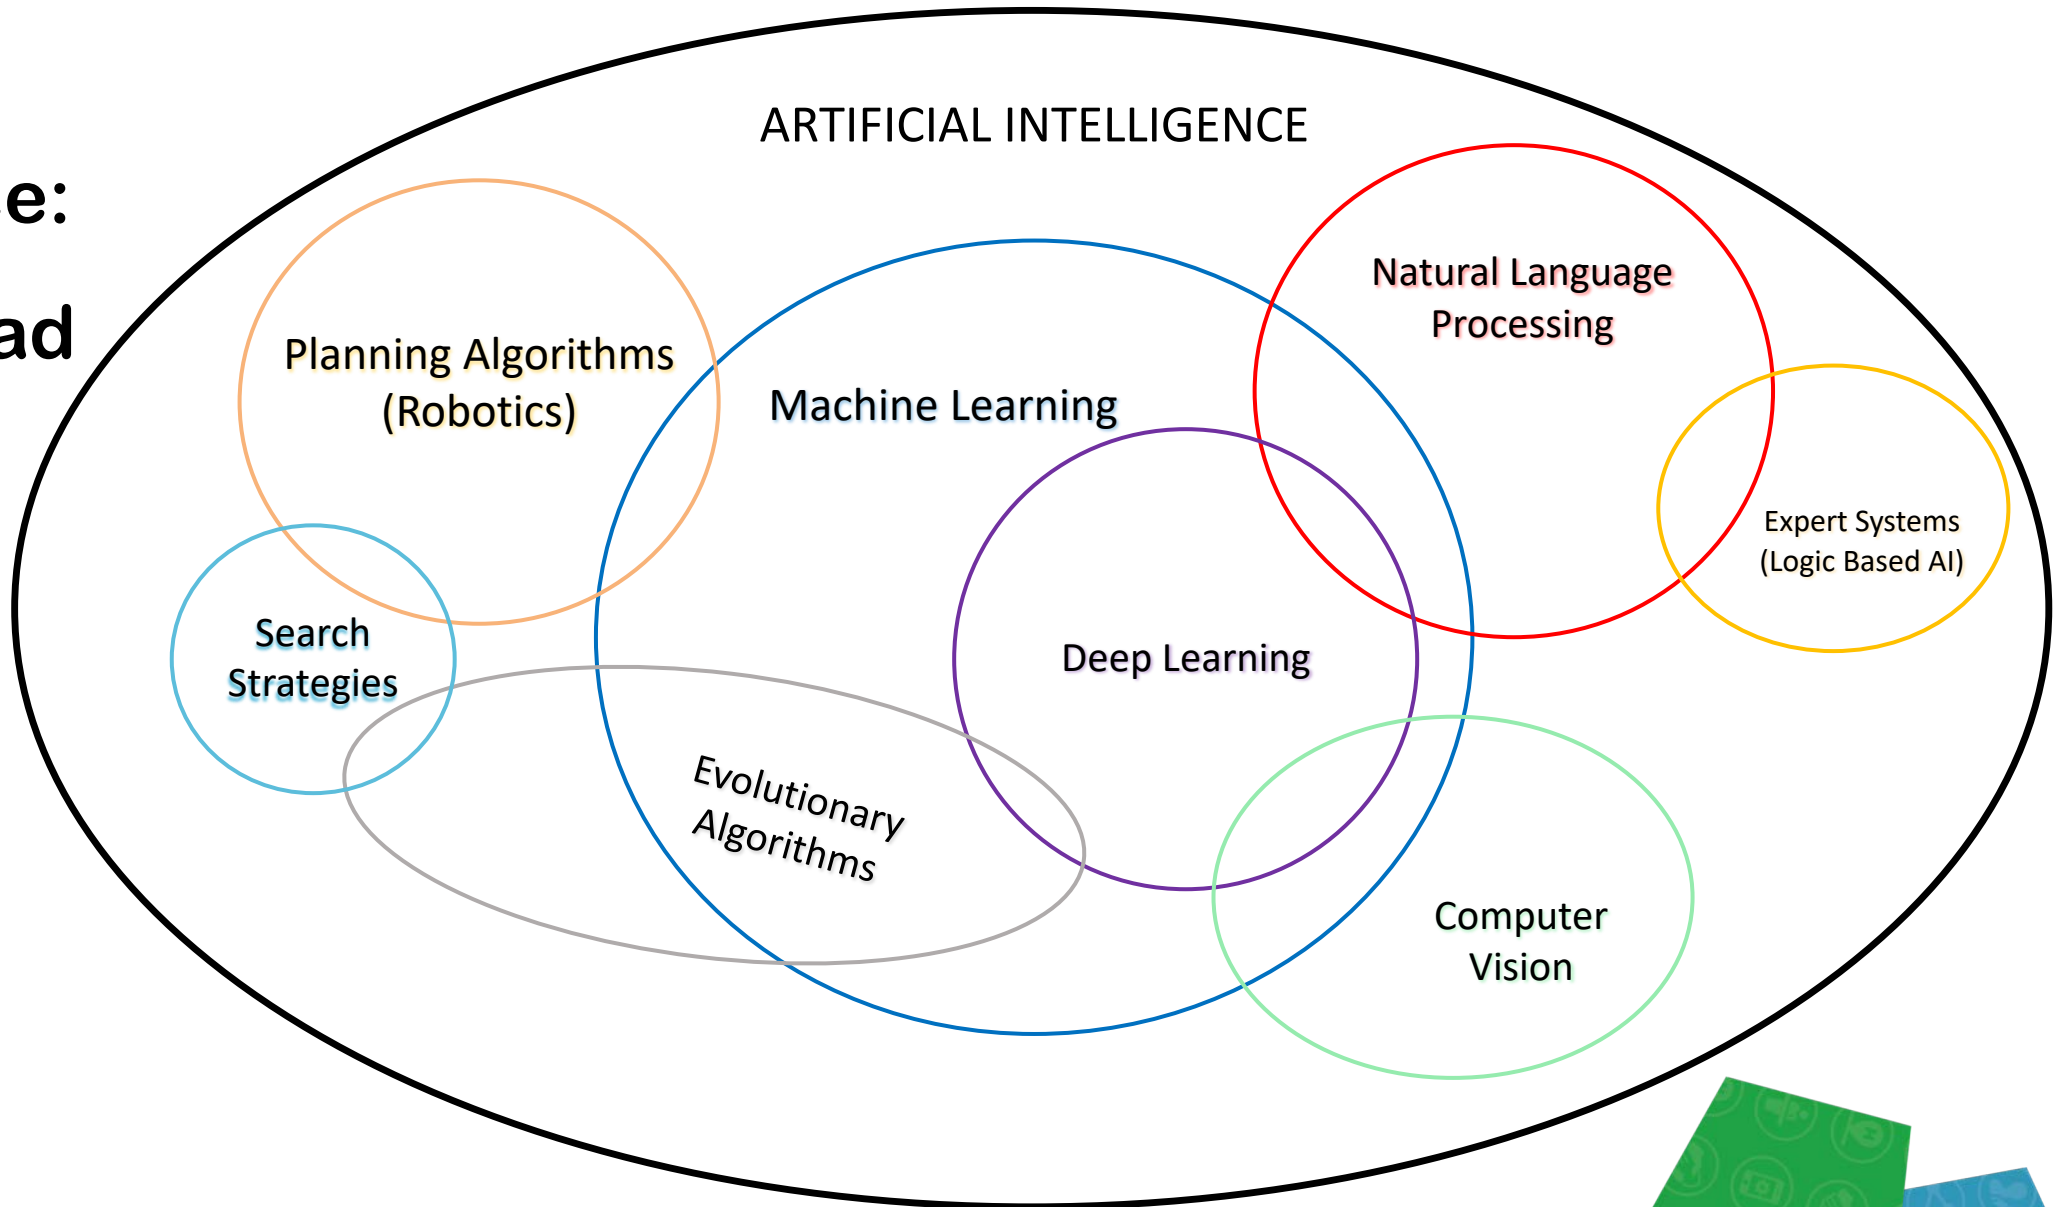 ARTIFICIAL INTELLIGENCE
e:
ad
Natural Language
Processing
Planning Algorithms
(Robotics)
Machine Learning
Expert Systems
(Logic Based AI)
Search
Strategies
Deep Learning
Evolutionary
Algorithms
Computer
Vision